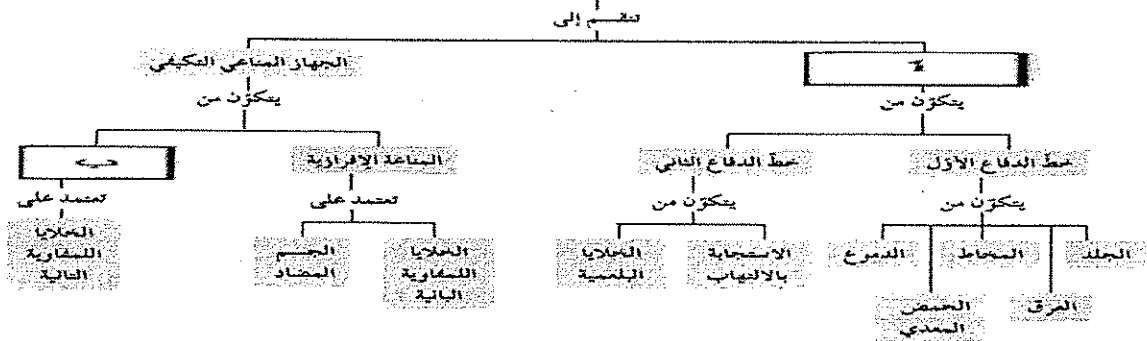 تنقسم إلى
أ
الجهاز المناعي التكيفي
يتكوّن من
يتكوّن من
خطّ الدفاع الأوّل
خطّ الدفاع الثاني
المناعة الإفرازية
ب
يتكوّن من
يتكوّن من
تعتمد على
تعتمد على
الجلد
المخاط
الدموع
العرق
الحمض
المعدي
الاستجابة
بالالتهاب
الخلايا
البلعمية
الخلايا
اللمفاوية
البائية
الجسم
المضاد
الخلايا
اللمفاوية
التائية